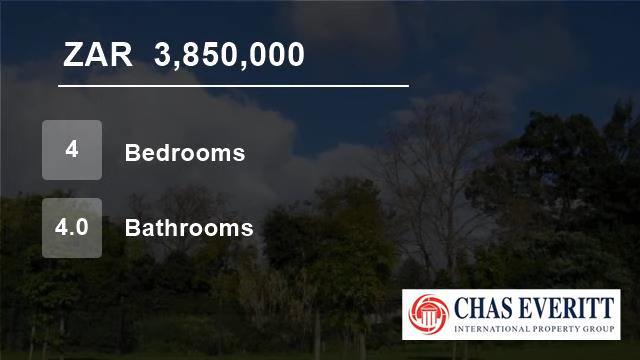 ZAR 3,850,000
4
Bedrooms
4.0
Bathrooms
CHAS EVERITT
INTERNATIONAL PROPERTY GROUP